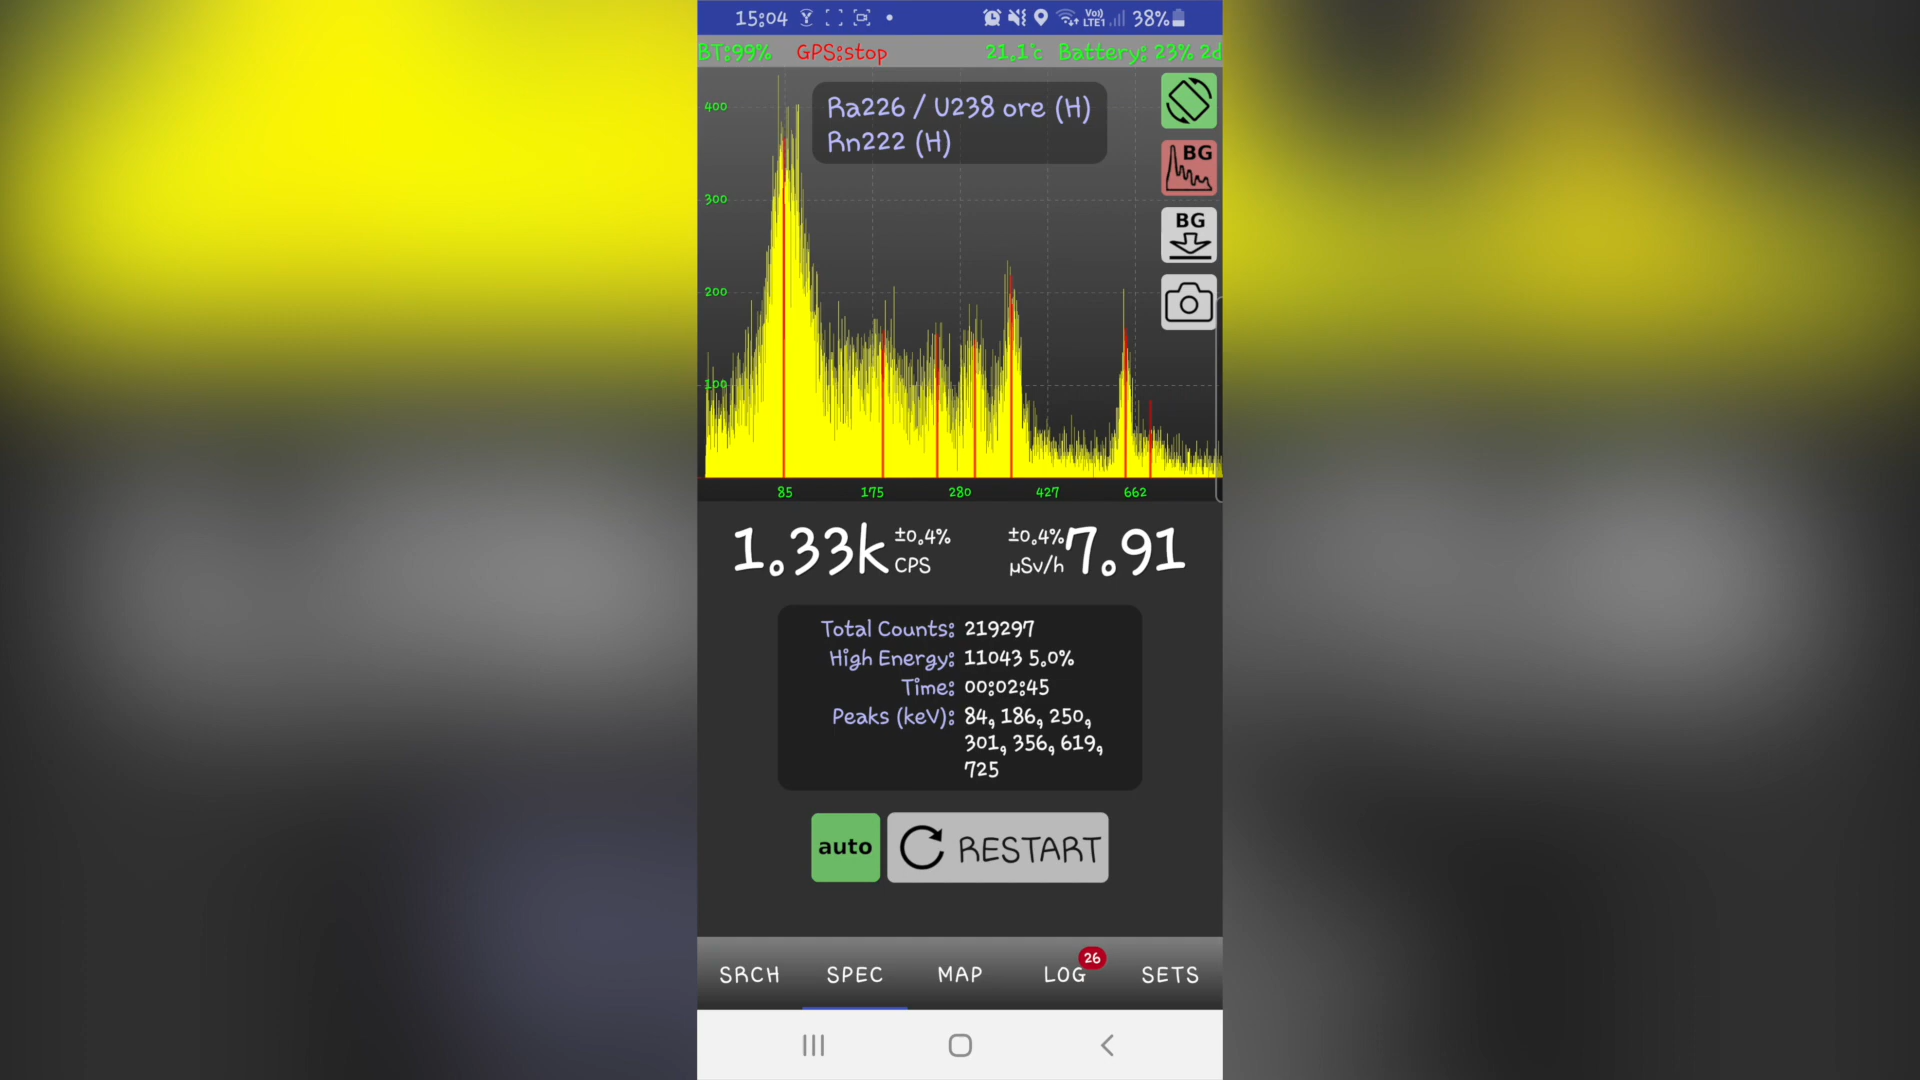 15:04 Vo)) LTE1 38%
BT:99% GPS:stop 21.1℃ Battery: 23% 2d
Ra226 / U238 ore (H)
Rn222 (H)
BG
BG
400
300
200
100
85 175 280 427 662
1.33k ±0.4% CPS
±0.4% µSv/h 7.91
Total Counts: 219297
High Energy: 11043 5.0%
Time: 00:02:45
Peaks (keV): 84, 186, 250,
301, 356, 619,
725
auto RESTART
SRCH SPEC MAP LOG 26 SETS